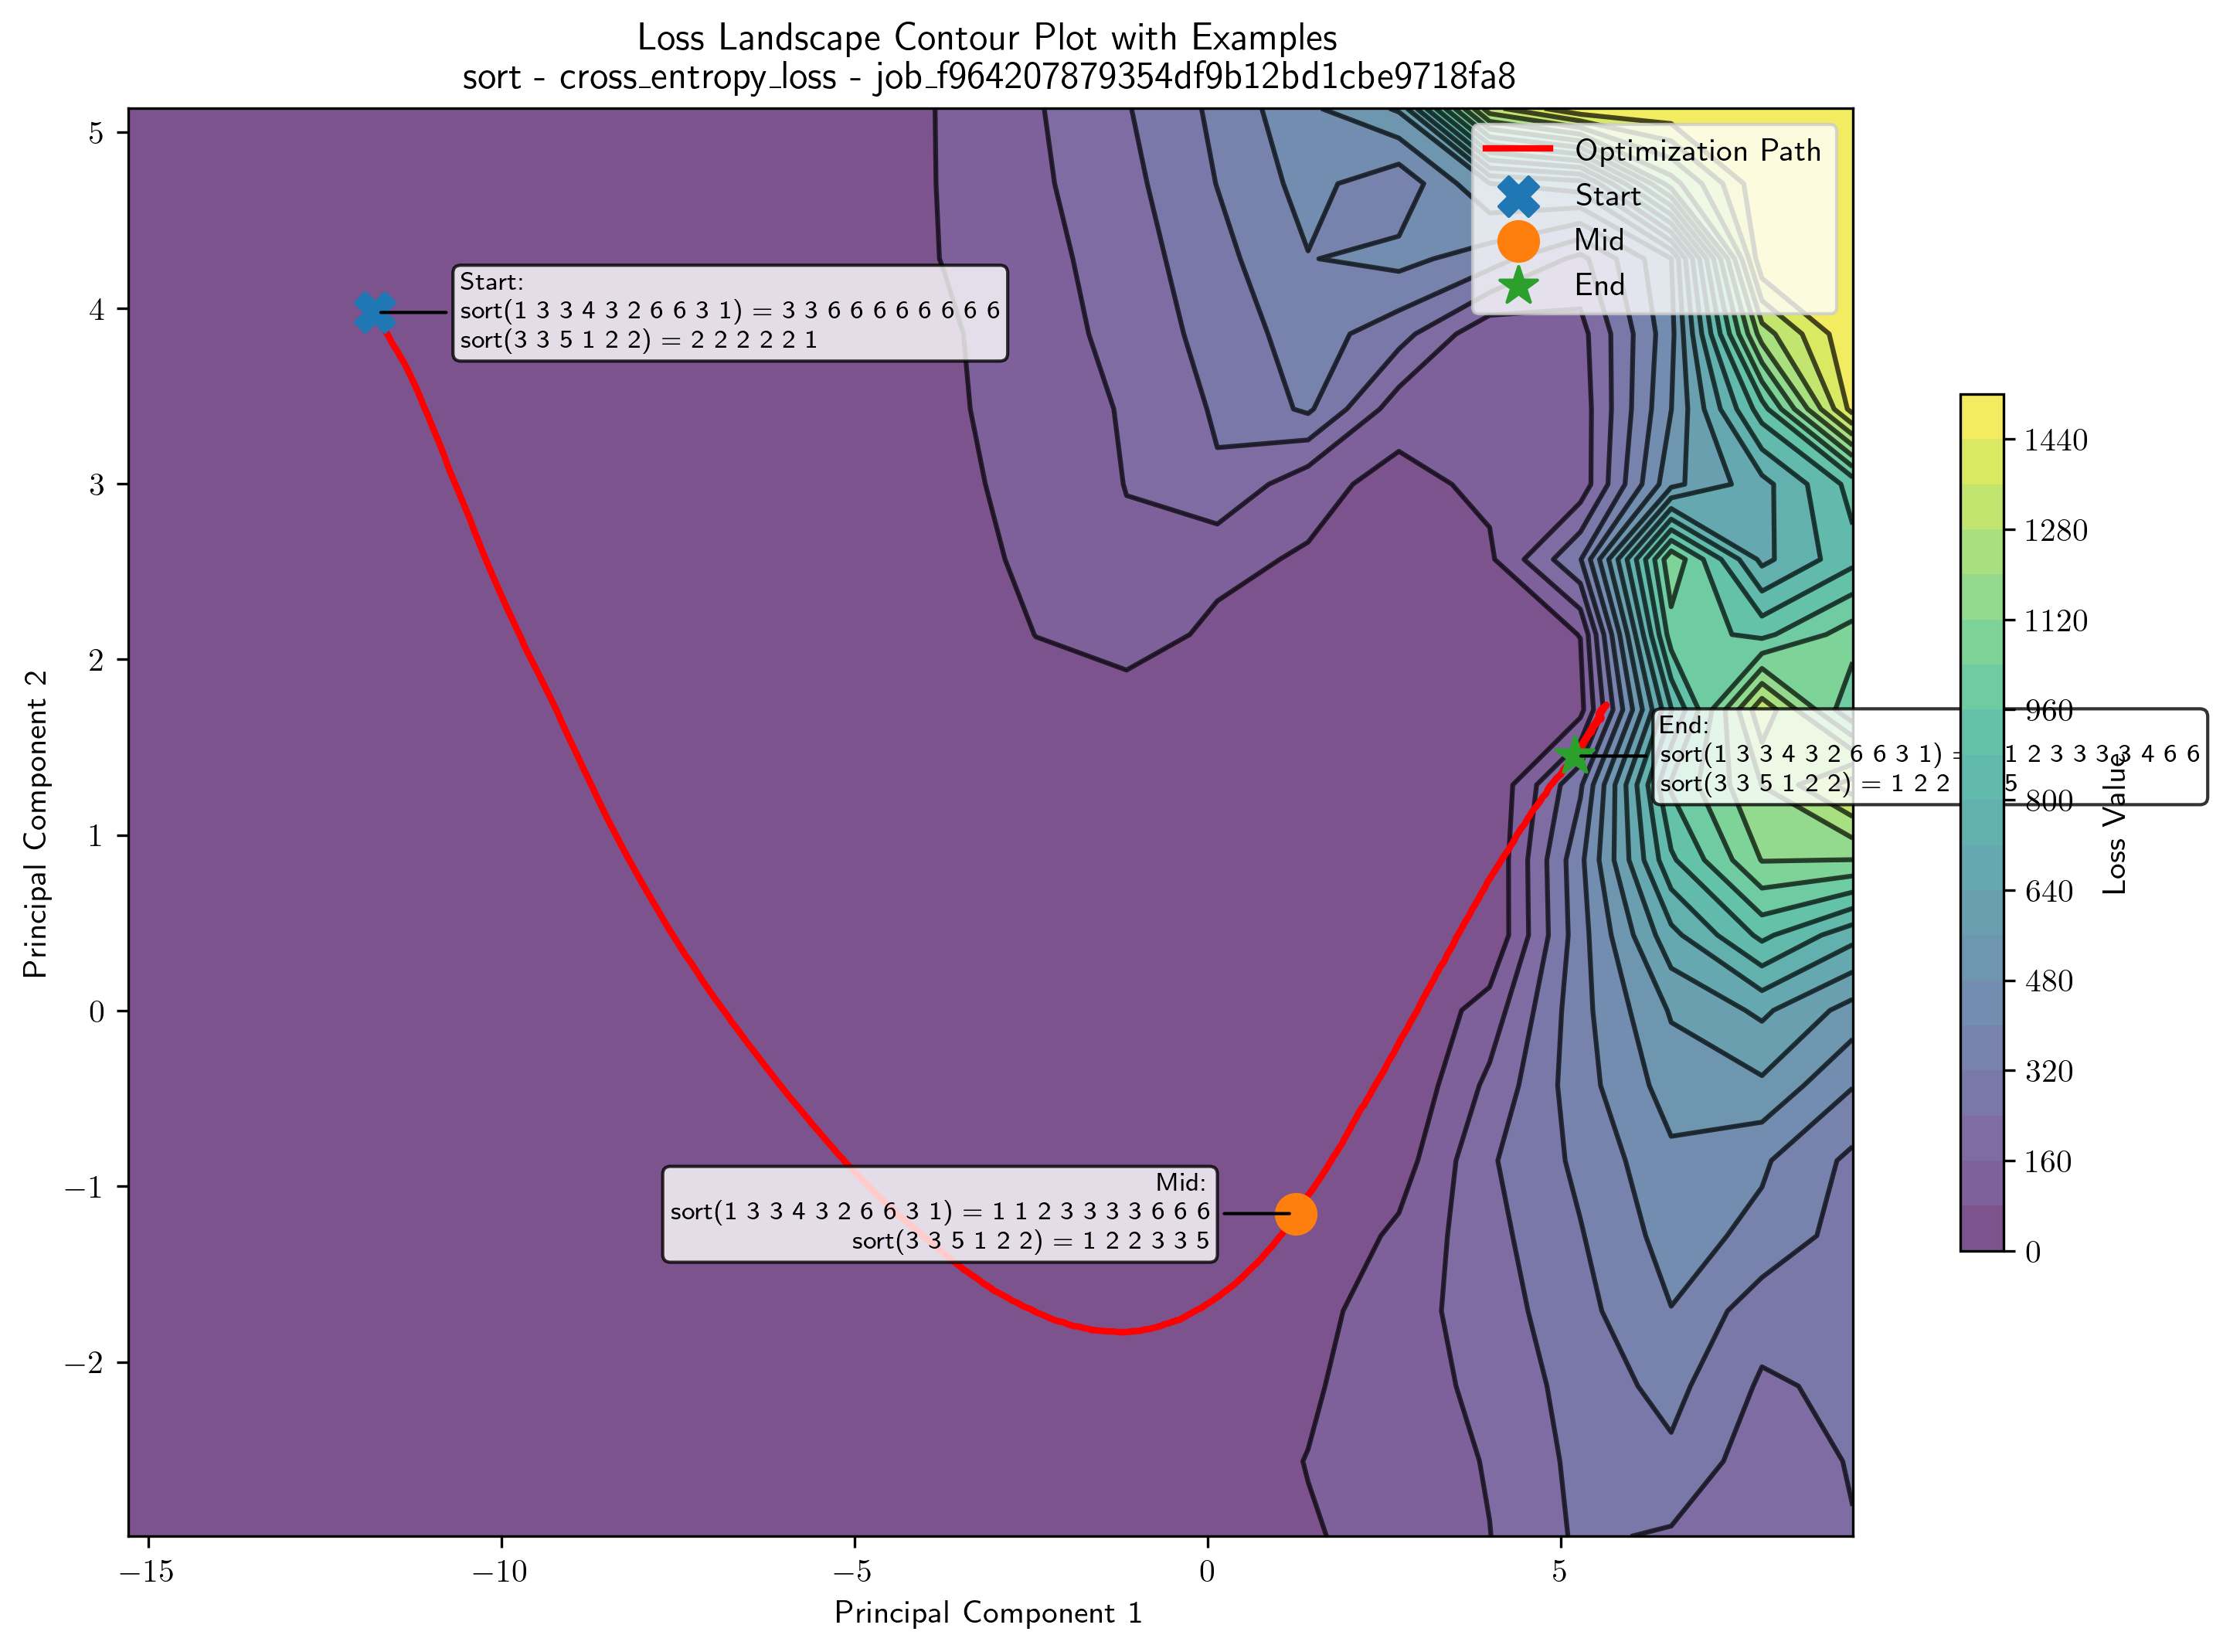 Loss Landscape Contour Plot with Examples
sort - cross_entropy_loss - job_f964207879354df9b12bd1cbe9718fa8
Optimization Path
Start
Mid
End
Start:
sort(1 3 3 4 3 2 6 6 3 1) = 3 3 6 6 6 6 6 6 6 6
sort(3 3 5 1 2 2) = 2 2 2 2 2 1
End:
sort(1 3 3 4 3 2 6 6 3 1) = 1 2 3 3 3 3 4 6 6
sort(3 3 5 1 2 2) = 1 2 2 5
Mid:
sort(1 3 3 4 3 2 6 6 3 1) = 1 1 2 3 3 3 3 6 6 6
sort(3 3 5 1 2 2) = 1 2 2 3 3 5
5
4
3
2
1
0
−1
−2
Principal Component 2
−15
−10
−5
0
5
Principal Component 1
1440
1280
1120
960
800
640
480
320
160
0
Loss Value